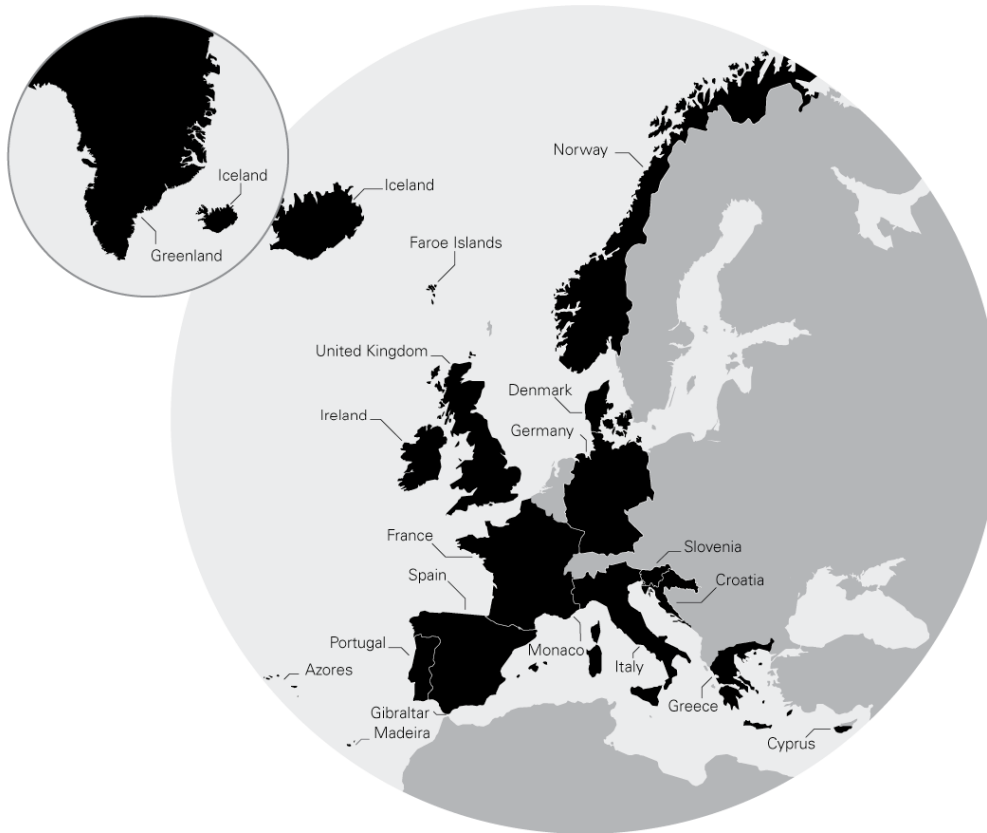 Iceland
Greenland
Iceland
Norway
Faroe Islands
United Kingdom
Denmark
Ireland
Germany
France
Slovenia
Spain
Croatia
Portugal
Monaco
Azores
Italy
Greece
Gibraltar
Madeira
Cyprus